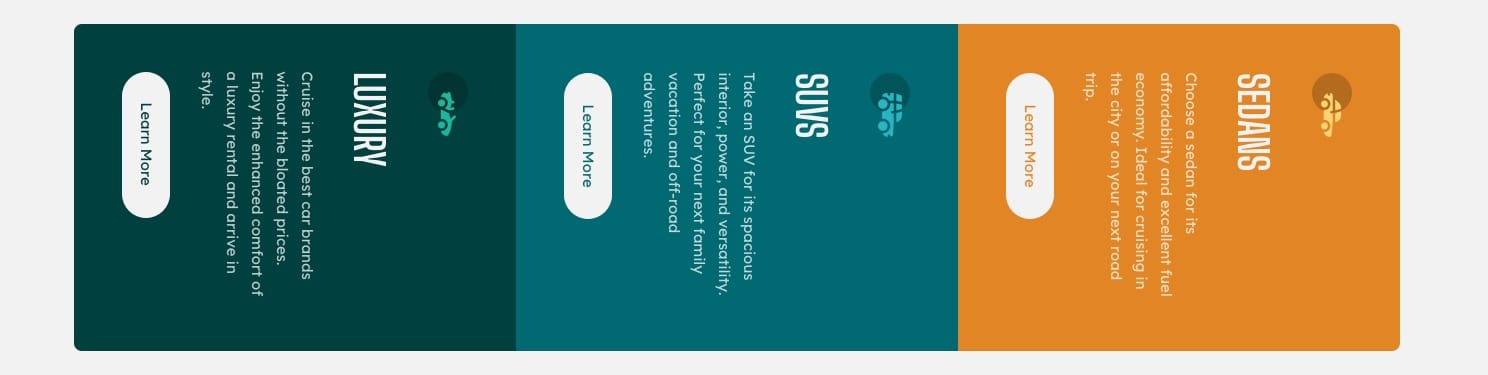 SEDANS
Choose a sedan for its
affordability and excellent fuel
economy. Ideal for cruising in
the city or on your next road
trip.
Learn More
SUVS
Take an SUV for its spacious
interior, power, and versatility.
Perfect for your next family
vacation and off-road
adventures.
Learn More
LUXURY
Cruise in the best car brands
without the bloated prices.
Enjoy the enhanced comfort of
a luxury rental and arrive in
style.
Learn More